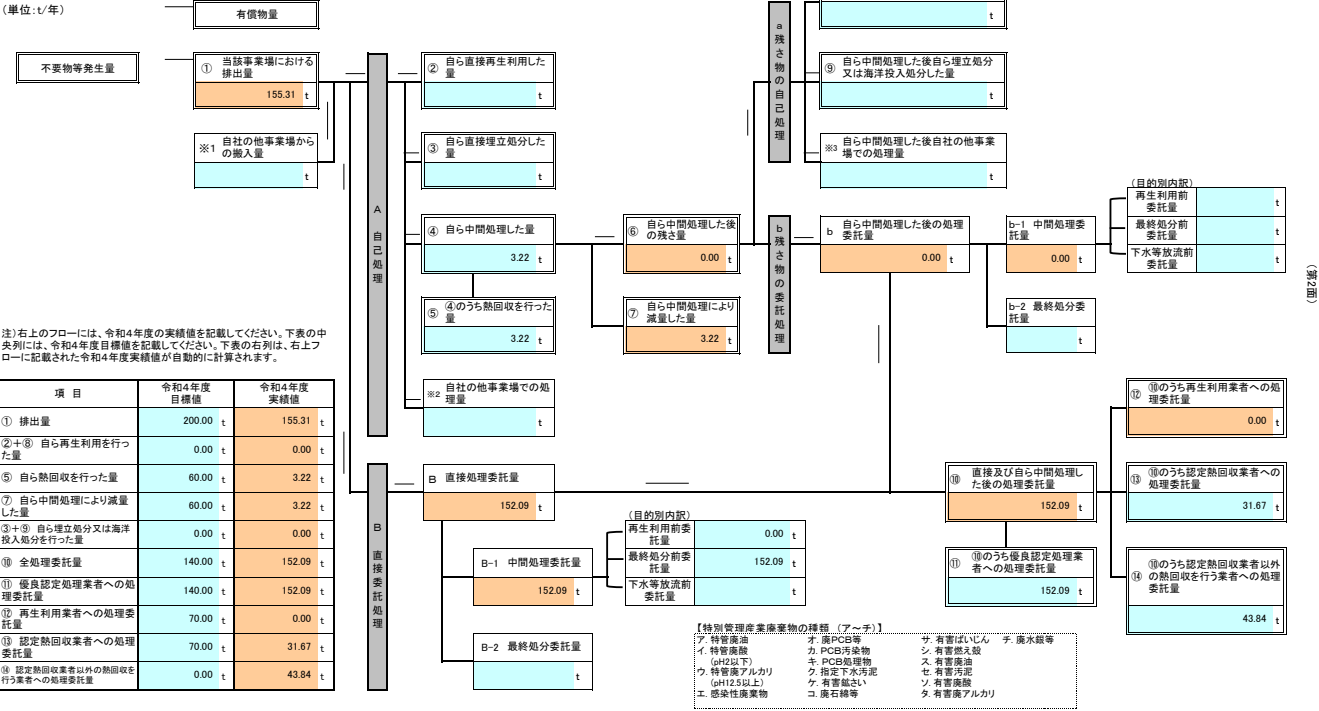 (単位:t/年)
有償物量
t
不要物等発生量
① 当該事業場における
排出量
155.31 t
※1 自社の他事業場から
の搬入量
t
A 自己処理
② 自ら直接再生利用した
量
t
③ 自ら直接埋立処分した
量
t
④ 自ら中間処理した量
3.22 t
⑤ ④のうち熱回収を行った
量
3.22 t
※2 自社の他事業場での処
理量
t
⑥ 自ら中間処理した後
の残さ量
0.00 t
⑦ 自ら中間処理により
減量した量
3.22 t
a 残さ物の自己処理
⑨ 自ら中間処理した後自ら埋立処分
又は海洋投入処分した量
t
※3 自ら中間処理した後自社の他事業
場での処理量
t
b 残さ物の委託処理
b 自ら中間処理した後の処理
委託量
0.00 t
b-1 中間処理委
託量
0.00 t
(目的別内訳)
再生利用前
委託量 t
最終処分前
委託量 t
下水等放流前
委託量 t
b-2 最終処分委
託量
t
(第2面)
注)右上のフローには、令和4年度の実績値を記載してください。下表の中
央列には、令和4年度目標値を記載してください。下表の右列は、右上フ
ローに記載された令和4年度実績値が自動的に計算されます。
項 目 令和4年度 目標値 令和4年度 実績値
① 排出量 200.00 t 155.31 t
②+⑧ 自ら再生利用を行っ
た量 0.00 t 0.00 t
⑤ 自ら熱回収を行った量 60.00 t 3.22 t
⑦ 自ら中間処理により減量
した量 60.00 t 3.22 t
③+⑨ 自ら埋立処分又は海洋
投入処分を行った量 0.00 t 0.00 t
⑩ 全処理委託量 140.00 t 152.09 t
⑪ 優良認定処理業者への処
理委託量 140.00 t 152.09 t
⑫ 再生利用業者への処理委
託量 70.00 t 0.00 t
⑬ 認定熱回収業者への処理
委託量 70.00 t 31.67 t
⑭ 認定熱回収業者以外の熱回収を
行う業者への処理委託量 0.00 t 43.84 t
B 直接委託処理
B 直接処理委託量
152.09 t
B-1 中間処理委託量
152.09 t
(目的別内訳)
再生利用前委
託量 0.00 t
最終処分前委
託量 152.09 t
下水等放流前
委託量 t
B-2 最終処分委託量
t
⑩ 直接及び自ら中間処理し
た後の処理委託量
152.09 t
⑪ ⑩のうち優良認定処理業
者への処理委託量
152.09 t
⑫ ⑩のうち再生利用業者への処
理委託量
0.00 t
⑬ ⑩のうち認定熱回収業者への
処理委託量
31.67 t
⑭ ⑩のうち認定熱回収業者以外
の熱回収を行う業者への処理
委託量
43.84 t
【特別管理産業廃棄物の種類 (ア~チ)】
ア. 特管廃油 オ. 廃PCB等 サ. 有害ばいじん チ. 廃水銀等
イ. 特管廃酸 カ. PCB汚染物 シ. 有害燃え殻
(pH2以下) キ. PCB処理物 ス. 有害廃油
ウ. 特管廃アルカリ ク. 指定下水汚泥 セ. 有害汚泥
(pH12.5以上) ケ. 有害鉱さい ソ. 有害廃酸
エ. 感染性廃棄物 コ. 廃石綿等 タ. 有害廃アルカリ